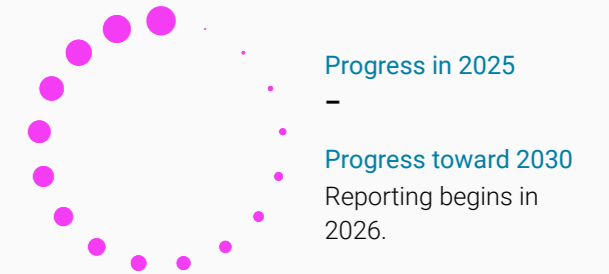 Progress in 2025
–
Progress toward 2030
Reporting begins in
2026.